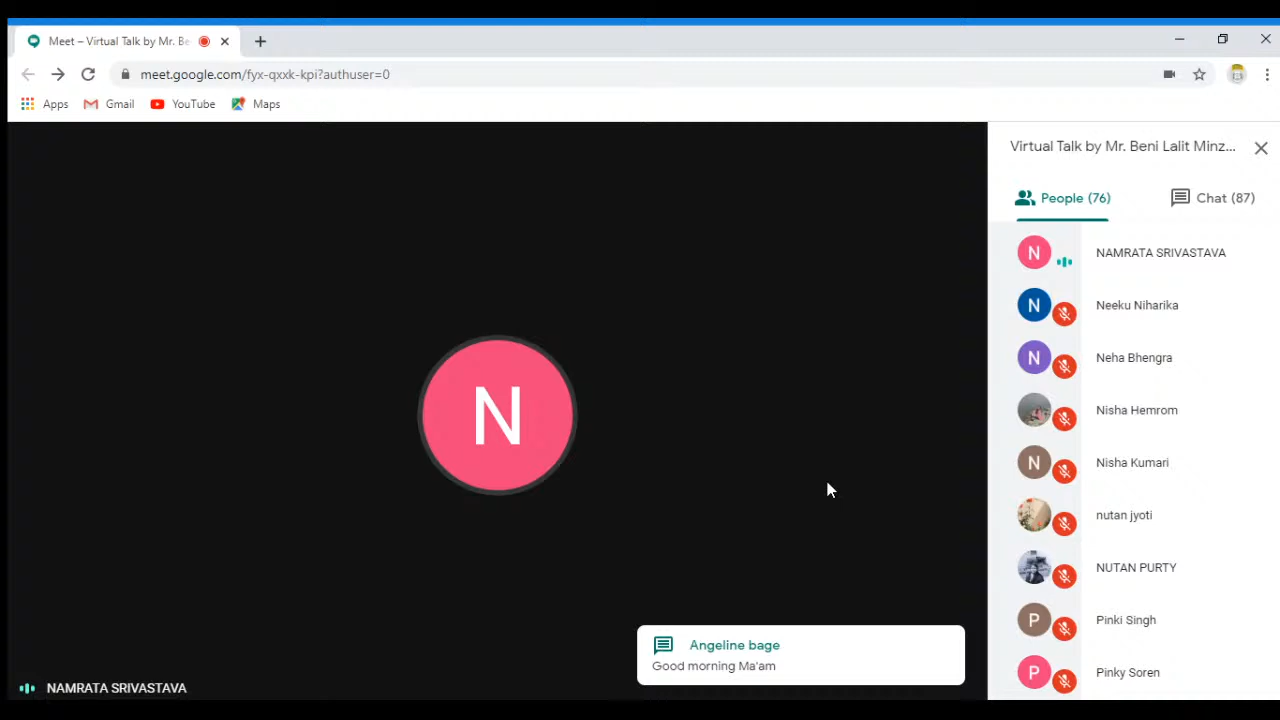 Meet – Virtual Talk by Mr. Be
meet.google.com/fyx-qxxk-kpi?authuser=0
Apps Gmail YouTube Maps
Virtual Talk by Mr. Beni Lalit Minz...
People (76) Chat (87)
N NAMRATA SRIVASTAVA
N Neeku Niharika
N Neha Bhengra
Nisha Hemrom
N Nisha Kumari
nutan jyoti
NUTAN PURTY
P Pinki Singh
P Pinky Soren
N
Angeline bage
Good morning Ma'am
NAMRATA SRIVASTAVA